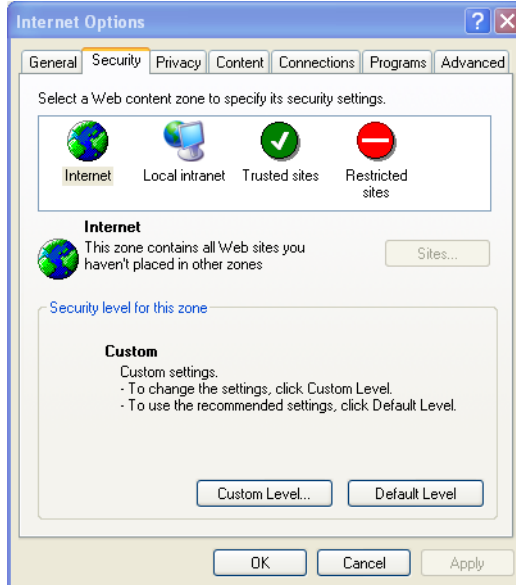 Internet Options
? X
General Security Privacy Content Connections Programs Advanced
Select a Web content zone to specify its security settings.
Internet Local intranet Trusted sites Restricted
sites
Internet
This zone contains all Web sites you
haven't placed in other zones
Sites...
Security level for this zone
Custom
Custom settings.
- To change the settings, click Custom Level.
- To use the recommended settings, click Default Level.
Custom Level... Default Level
OK Cancel Apply